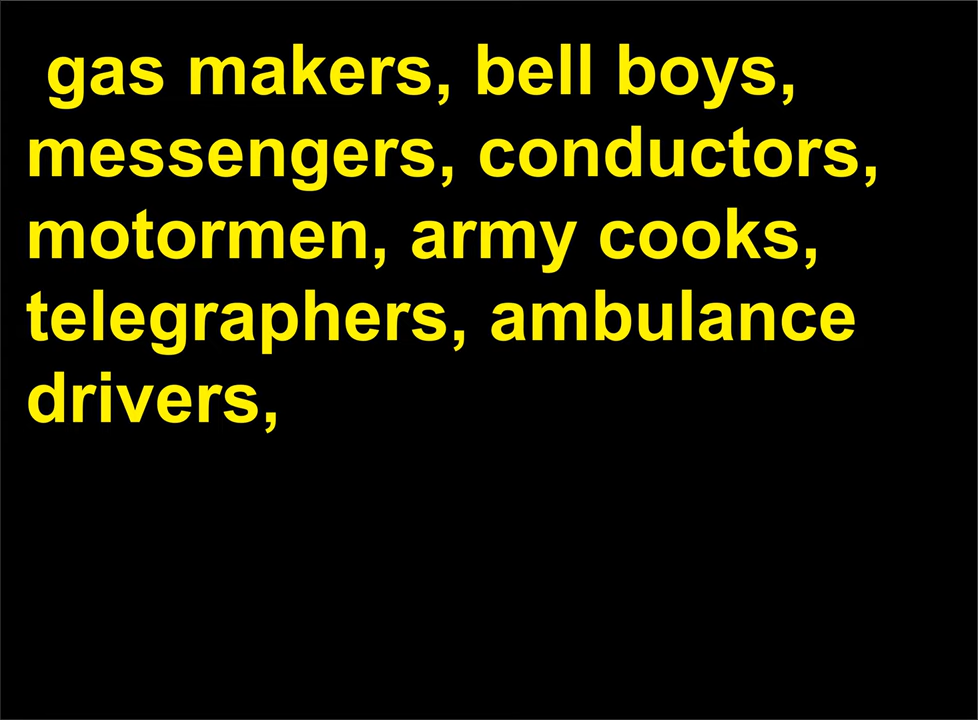 gas makers, bell boys,
messengers, conductors,
motormen, army cooks,
telegraphers, ambulance
drivers,